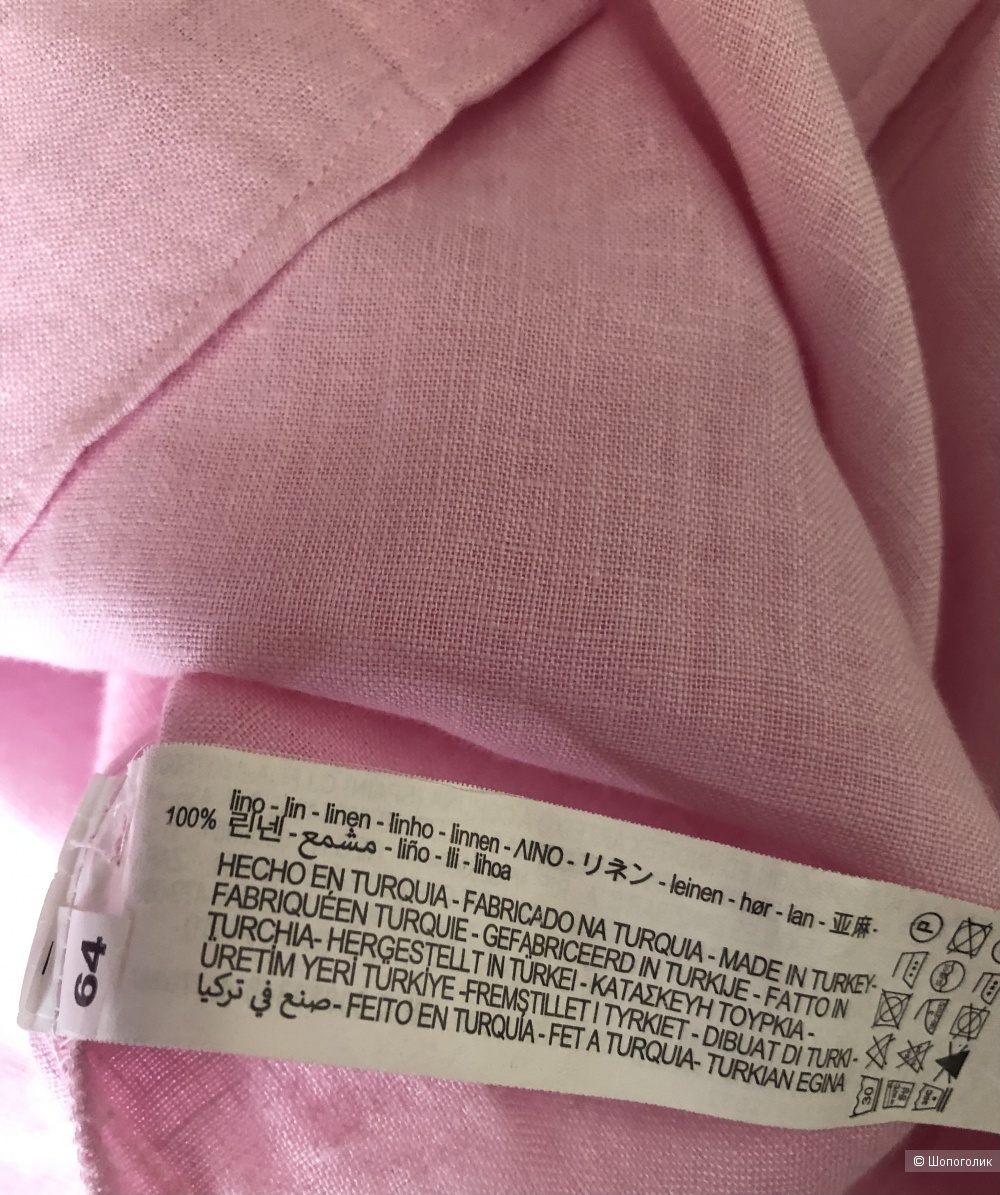 100% lino - lin - linen - linho - linnen - ΛΙΝΟ - リネン - leinen - hør - lan - 亚麻-
린넨 - مشمع - liño - lli - lihoa
HECHO EN TURQUIA - FABRICADO NA TURQUIA - MADE IN TURKEY-
FABRIQUÉEN TURQUIE - GEFABRICEERD IN TURKIJE - FATTO IN
TURCHIA- HERGESTELLT IN TÜRKEI - ΚΑΤΑΣΚΕΥΗ ΤΟΥΡΚΙΑ -
ÜRETİM YERİ TÜRKİYE -FREMSTILLET I TYRKIET - DIBUAT DI TURKI-
صنع في تركيا- FEITO EN TURQUÍA - FET A TURQUIA- TURKIAN EGINA
P
30
64
© Шопоголик